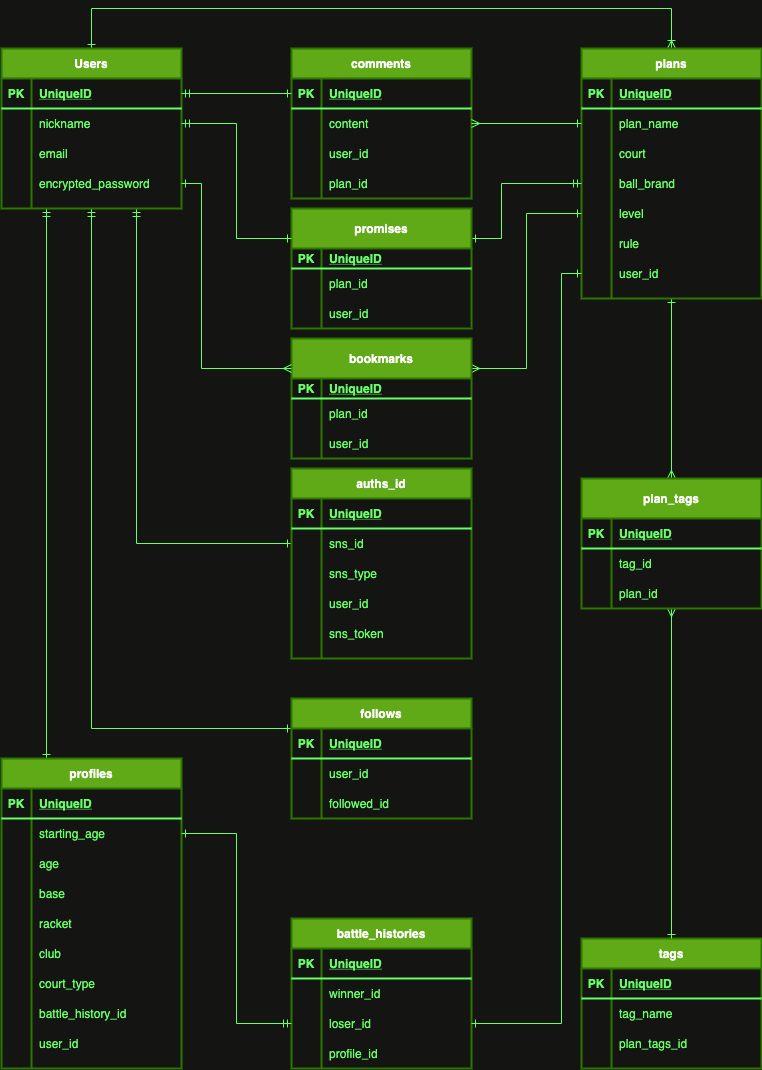 Users
PK UniqueID
nickname
email
encrypted_password
comments
PK UniqueID
content
user_id
plan_id
plans
PK UniqueID
plan_name
court
ball_brand
level
rule
user_id
promises
PK UniqueID
plan_id
user_id
bookmarks
PK UniqueID
plan_id
user_id
auths_id
PK UniqueID
sns_id
sns_type
user_id
sns_token
plan_tags
PK UniqueID
tag_id
plan_id
follows
PK UniqueID
user_id
followed_id
profiles
PK UniqueID
starting_age
age
base
racket
club
court_type
battle_history_id
user_id
battle_histories
PK UniqueID
winner_id
loser_id
profile_id
tags
PK UniqueID
tag_name
plan_tags_id